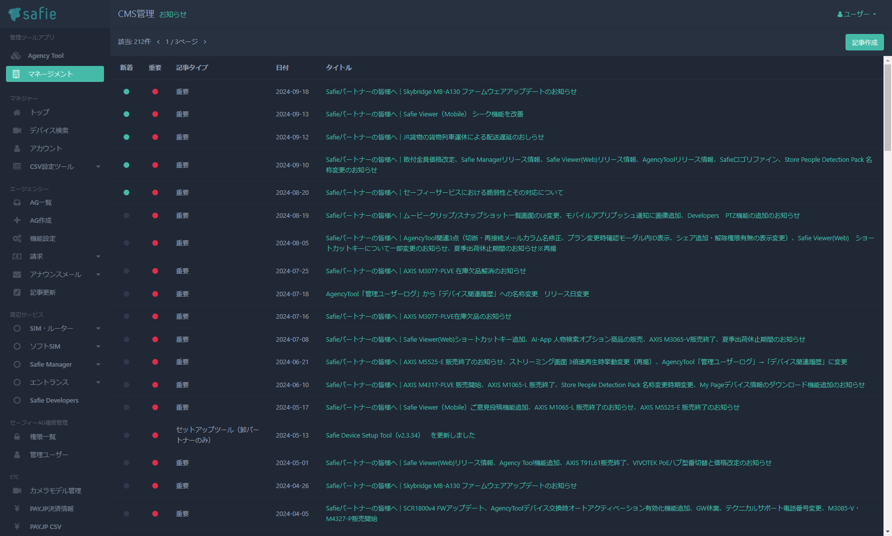 safie
CMS管理 お知らせ
ユーザー
管理ツールアプリ
Agency Tool
マネージメント
マネジャー
トップ
デバイス検索
アカウント
CSV設定ツール
エージェンシー
AG一覧
AG作成
機能設定
請求
アナウンスメール
記事更新
周辺サービス
SIM・ルーター
ソフトSIM
Safie Manager
エントランス
Safie Developers
セーフィーAG権限管理
権限一覧
管理ユーザー
ETC
カメラモデル管理
PAYJP決済情報
PAYJP CSV
該当: 212件 1 / 3ページ
記事作成
新着 重要 記事タイプ 日付 タイトル
重要 2024-09-18 Safieパートナーの皆様へ｜Skybridge MB-A130 ファームウェアアップデートのお知らせ
重要 2024-09-13 Safieパートナーの皆様へ｜Safie Viewer（Mobile） シーク機能を改善
重要 2024-09-12 Safieパートナーの皆様へ｜JR貨物の貨物列車運休による配送遅延のおしらせ
重要 2024-09-10 Safieパートナーの皆様へ｜取付金具価格改定、Safie Managerリリース情報、Safie Viewer(Web)リリース情報、AgencyToolリリース情報、Safieロゴリファイン、Store People Detection Pack 名
称変更のお知らせ
重要 2024-08-20 Safieパートナーの皆様へ｜セーフィーサービスにおける脆弱性とその対応について
重要 2024-08-19 Safieパートナーの皆様へ｜ムービークリップ/スナップショット一覧画面のUI変更、モバイルアプリプッシュ通知に画像追加、Developers PTZ機能の追加のお知らせ
重要 2024-08-05 Safieパートナーの皆様へ｜AgencyTool関連3点（切断・再接続メールカラム名修正、プラン変更時確認モーダル内ID表示、シェア追加・解除権限有無の表示変更）、Safie Viewer(Web) ショー
トカットキーについて一部変更のお知らせ、夏季出荷休止期間のお知らせ※再掲
重要 2024-07-25 Safieパートナーの皆様へ｜AXIS M3077-PLVE 在庫欠品解消のお知らせ
重要 2024-07-18 AgencyTool「管理ユーザーログ」から「デバイス関連履歴」への名称変更 リリース日変更
重要 2024-07-16 Safieパートナーの皆様へ｜AXIS M3077-PLVE在庫欠品のお知らせ
重要 2024-07-08 Safieパートナーの皆様へ｜Safie Viewer(Web)ショートカットキー追加、AI-App 人物検索オプション商品の販売、AXIS M3065-V販売終了、夏季出荷休止期間のお知らせ
重要 2024-06-21 Safieパートナーの皆様へ｜AXIS M5525-E 販売終了のお知らせ、ストリーミング画面 3倍速再生時挙動変更（再掲）、AgencyTool「管理ユーザーログ」→「デバイス関連履歴」に変更
重要 2024-06-10 Safieパートナーの皆様へ｜AXIS M4317-PLVE 販売開始、AXIS M1065-L 販売終了、Store People Detection Pack 名称変更時期変更、My Pageデバイス情報のダウンロード機能追加のお知らせ
重要 2024-05-17 Safieパートナーの皆様へ｜Safie Viewer（Mobile）ご意見投稿機能追加、AXIS M1065-L 販売終了のお知らせ、AXIS M5525-E 販売終了のお知らせ
セットアップツール（卸パー
トナーのみ） 2024-05-13 Safie Device Setup Tool（v2.3.34） を更新しました
重要 2024-05-01 Safieパートナーの皆様へ｜Safie Viewer(Web)リリース情報、Agency Tool機能追加、AXIS T91L61販売終了、VIVOTEK PoEハブ型番切替と価格改定のお知らせ
重要 2024-04-26 Safieパートナーの皆様へ｜Skybridge MB-A130 ファームウェアアップデートのお知らせ
重要 2024-04-05 Safieパートナーの皆様へ｜SCR1800v4 FWアップデート、AgencyToolデバイス交換時オートアクティベーション有効化機能追加、GW休業、テクニカルサポート電話番号変更、M3085-V・
M4327-P販売開始